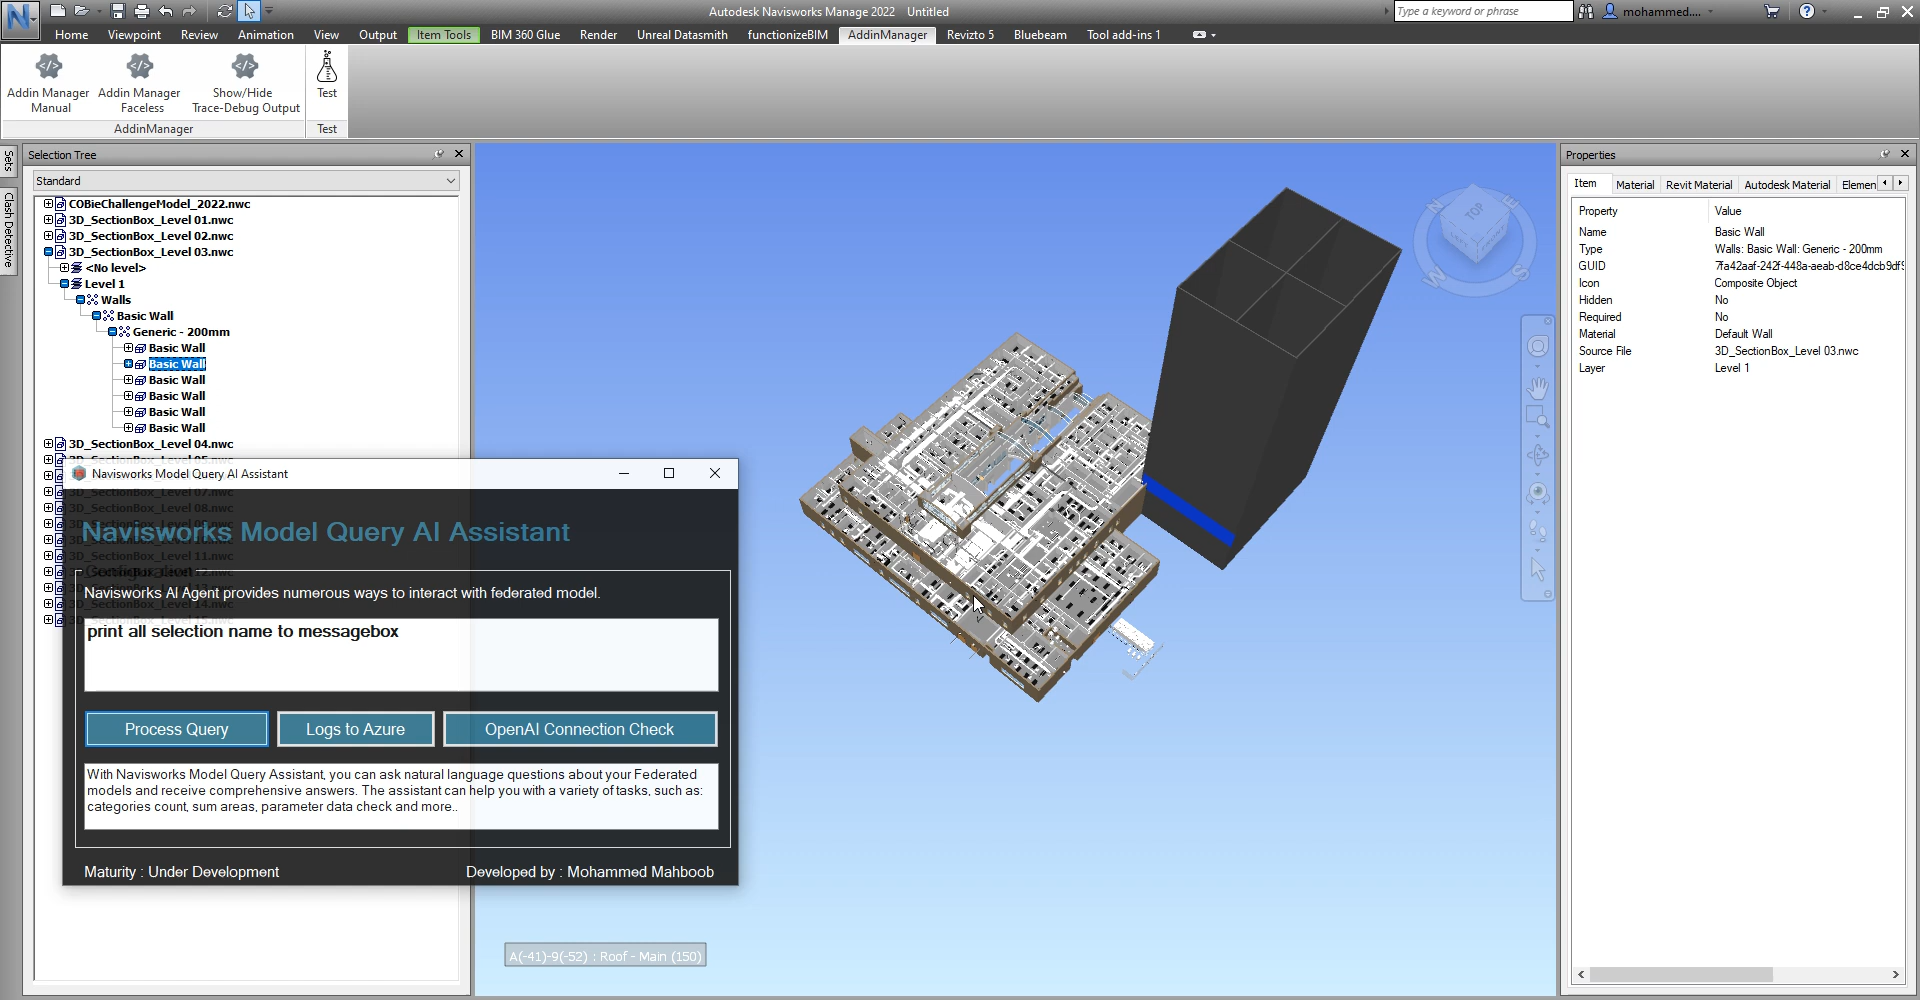 Autodesk Navisworks Manage 2022 Untitled
Type a keyword or phrase
mohammed....
Home Viewpoint Review Animation View Output Item Tools BIM 360 Glue Render Unreal Datasmith functionizeBIM AddinManager Revizto 5 Bluebeam Tool add-ins 1
Addin Manager
Manual
Addin Manager
Faceless
Show/Hide
Trace-Debug Output
Test
AddinManager
Test
Sets
Clash Detective
Selection Tree
Standard
COBieChallengeModel_2022.nwc
3D_SectionBox_Level 01.nwc
3D_SectionBox_Level 02.nwc
3D_SectionBox_Level 03.nwc
<No level>
Level 1
Walls
Basic Wall
Generic - 200mm
Basic Wall
Basic Wall
Basic Wall
Basic Wall
Basic Wall
Basic Wall
3D_SectionBox_Level 04.nwc
Navisworks Model Query AI Assistant
Navisworks Model Query AI Assistant
Configuration
Navisworks AI Agent provides numerous ways to interact with federated model.
print all selection name to messagebox
Process Query
Logs to Azure
OpenAI Connection Check
With Navisworks Model Query Assistant, you can ask natural language questions about your Federated
models and receive comprehensive answers. The assistant can help you with a variety of tasks, such as:
categories count, sum areas, parameter data check and more..
Maturity : Under Development
Developed by : Mohammed Mahboob
A(-41)-9(-52) : Roof - Main (150)
TOP
N
E
S
W
Properties
Item Material Revit Material Autodesk Material Elemen
Property Value
Name Basic Wall
Type Walls: Basic Wall: Generic - 200mm
GUID 7fa42aaf-242f-448a-aeab-d8ce4dcb9df9
Icon Composite Object
Hidden No
Required No
Material Default Wall
Source File 3D_SectionBox_Level 03.nwc
Layer Level 1